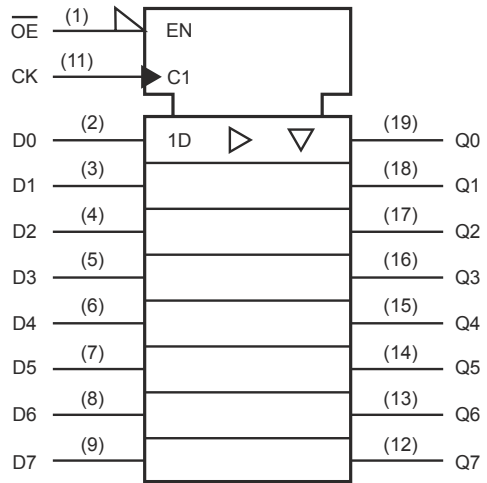 O̅E̅ (1) EN
CK (11) C1
D0 (2) 1D (19) Q0
D1 (3) (18) Q1
D2 (4) (17) Q2
D3 (5) (16) Q3
D4 (6) (15) Q4
D5 (7) (14) Q5
D6 (8) (13) Q6
D7 (9) (12) Q7